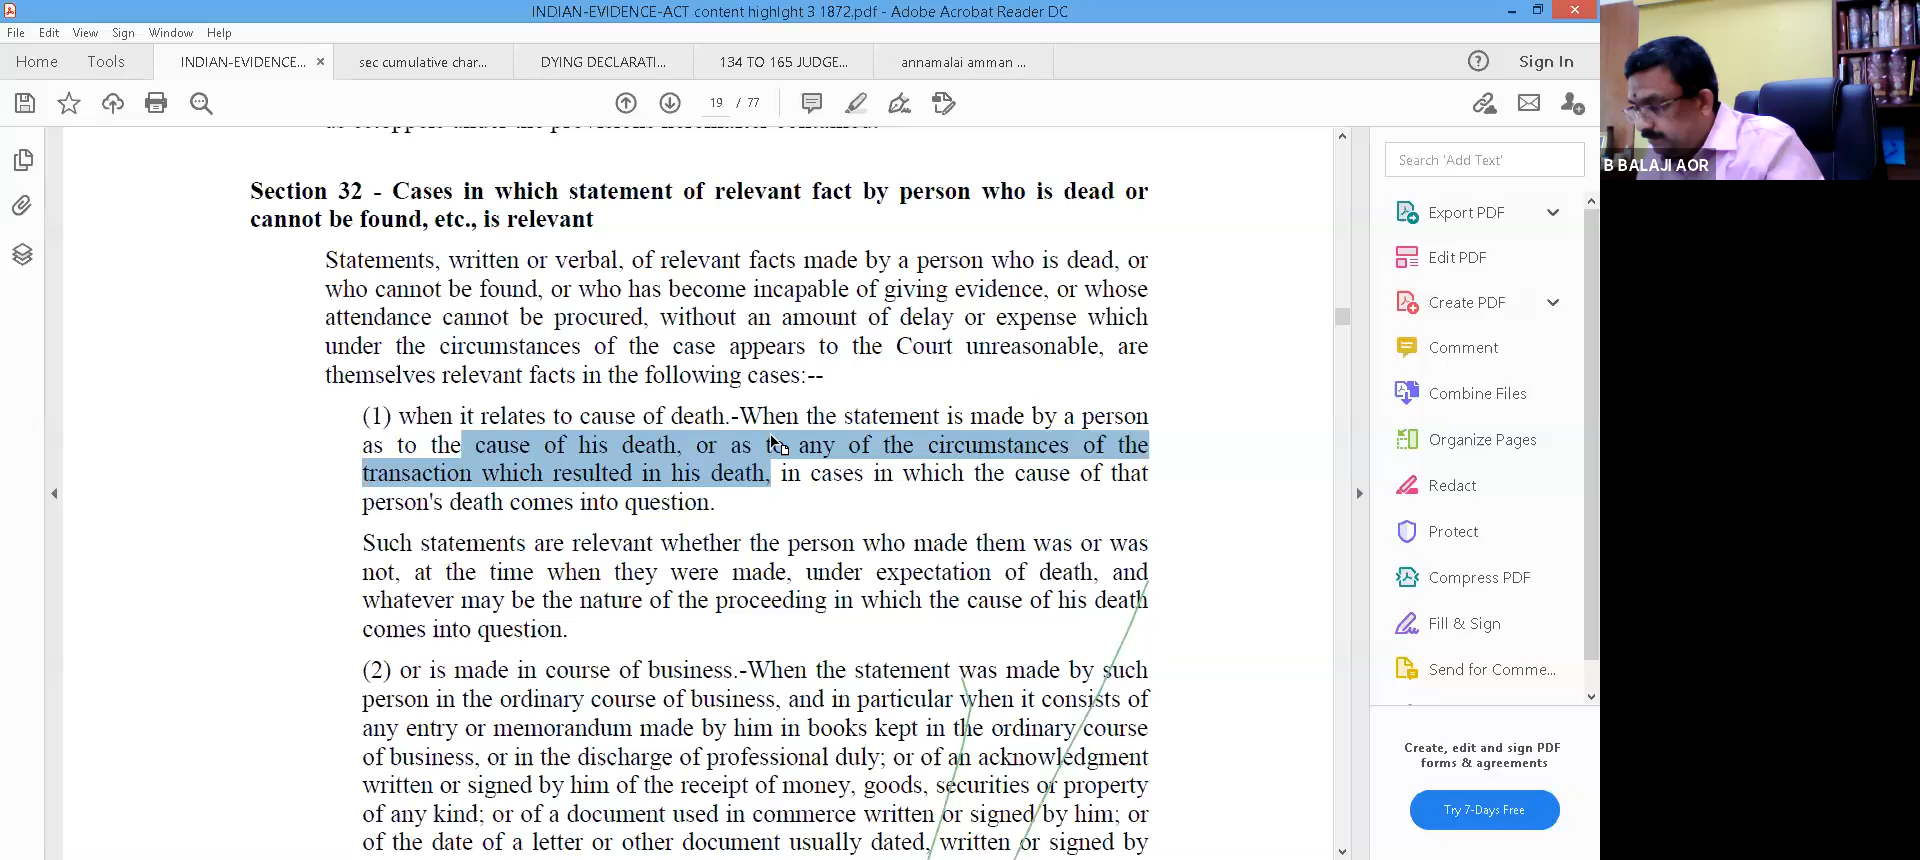 INDIAN-EVIDENCE-ACT content highlght 3 1872.pdf - Adobe Acrobat Reader DC
File Edit View Sign Window Help
Home Tools INDIAN-EVIDENCE... × sec cumulative char... DYING DECLARATI... 134 TO 165 JUDGE... annamalai amman ... Sign In
19 / 77
Section 32 - Cases in which statement of relevant fact by person who is dead or
cannot be found, etc., is relevant
Statements, written or verbal, of relevant facts made by a person who is dead, or
who cannot be found, or who has become incapable of giving evidence, or whose
attendance cannot be procured, without an amount of delay or expense which
under the circumstances of the case appears to the Court unreasonable, are
themselves relevant facts in the following cases:--
(1) when it relates to cause of death.-When the statement is made by a person
as to the cause of his death, or as to any of the circumstances of the
transaction which resulted in his death, in cases in which the cause of that
person's death comes into question.
Such statements are relevant whether the person who made them was or was
not, at the time when they were made, under expectation of death, and
whatever may be the nature of the proceeding in which the cause of his death
comes into question.
(2) or is made in course of business.-When the statement was made by such
person in the ordinary course of business, and in particular when it consists of
any entry or memorandum made by him in books kept in the ordinary course
of business, or in the discharge of professional duly; or of an acknowledgment
written or signed by him of the receipt of money, goods, securities or property
of any kind; or of a document used in commerce written or signed by him; or
of the date of a letter or other document usually dated, written or signed by
Search 'Add Text'
Export PDF
Edit PDF
Create PDF
Comment
Combine Files
Organize Pages
Redact
Protect
Compress PDF
Fill & Sign
Send for Comme...
Create, edit and sign PDF
forms & agreements
Try 7-Days Free
B BALAJI AOR